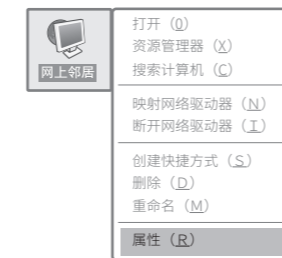 网上邻居
打开（0）
资源管理器（X）
搜索计算机（C）
映射网络驱动器（N）
断开网络驱动器（I）
创建快捷方式（S）
删除（D）
重命名（M）
属性（R）